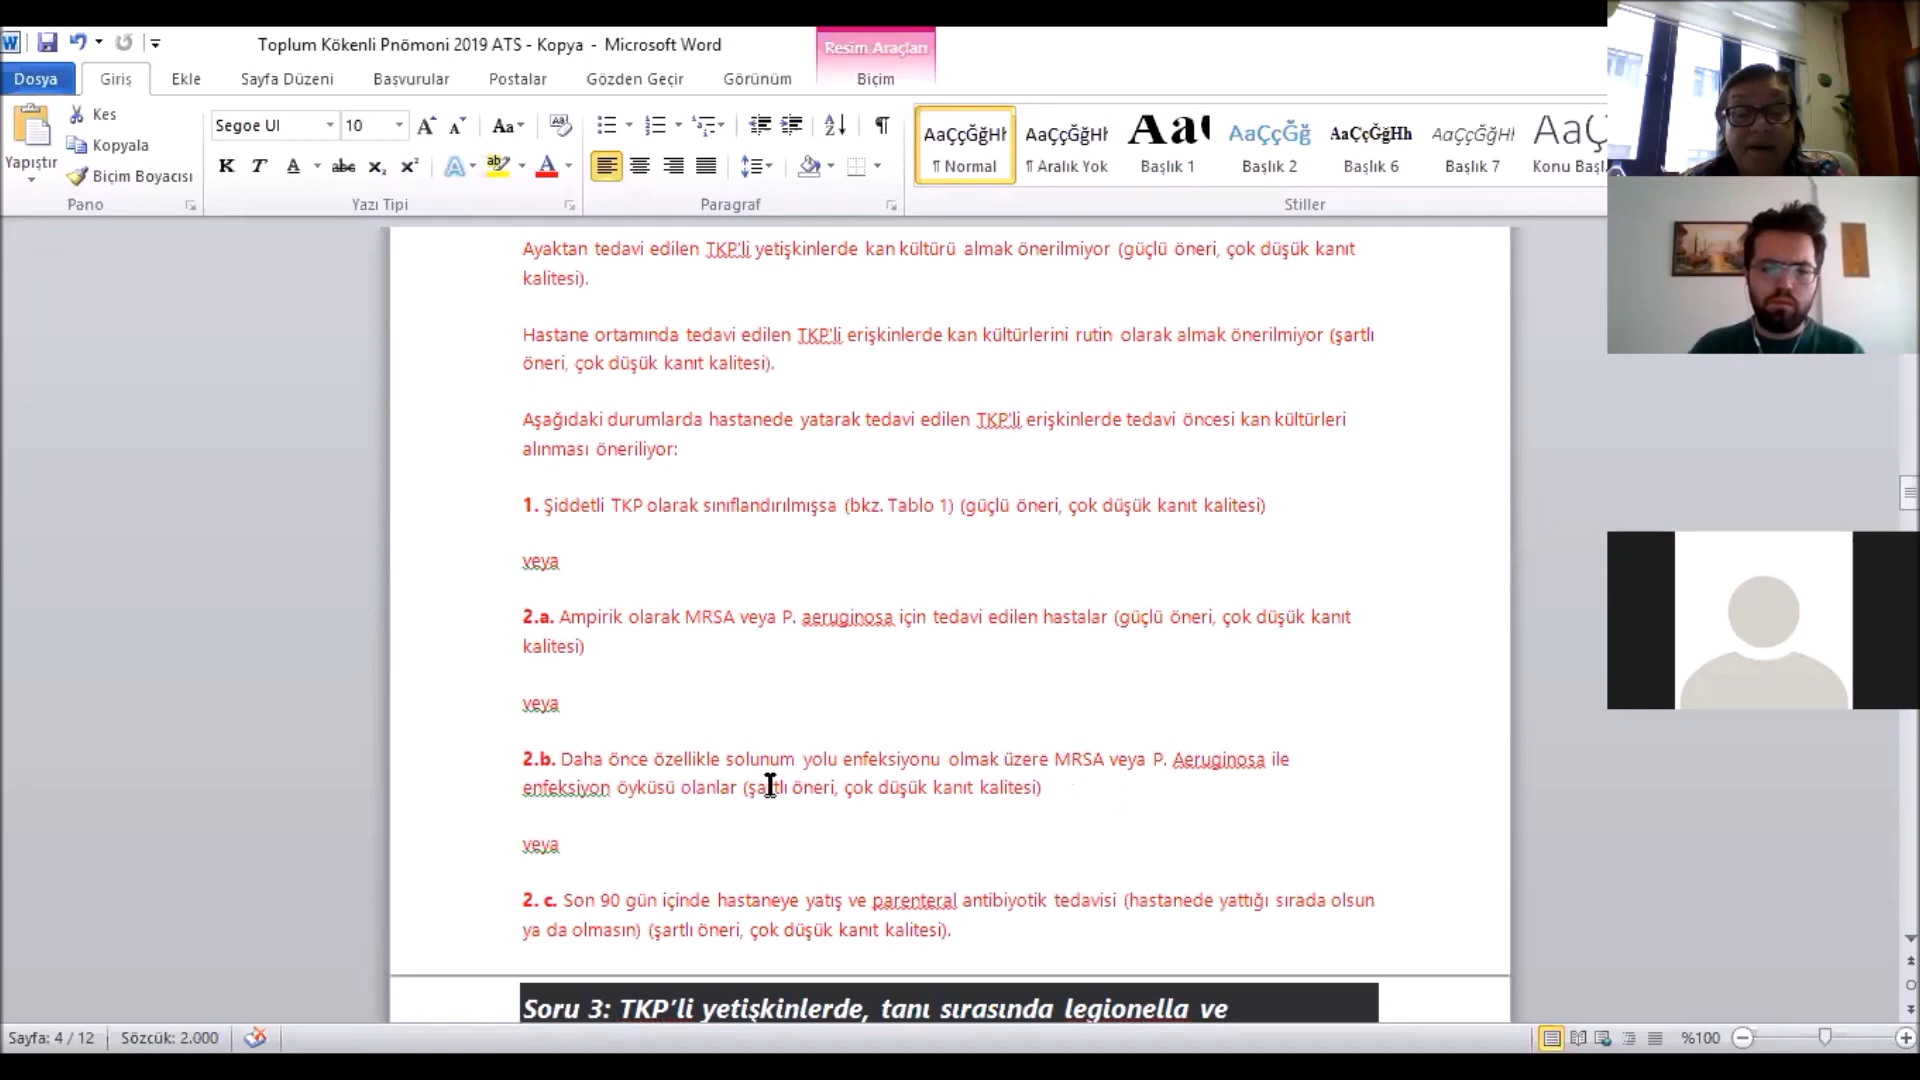 Toplum Kökenli Pnömoni 2019 ATS - Kopya - Microsoft Word
Resim Araçları
Dosya Giriş Ekle Sayfa Düzeni Başvurular Postalar Gözden Geçir Görünüm Biçim
Yapıştır
Kes
Kopyala
Biçim Boyacısı
Pano
Segoe UI 10
Yazı Tipi
Paragraf
AaÇçĞğHł AaÇçĞğHł AaÇ AaÇçĞğ AaÇçĞğHh AaÇçĞğHI AaÇ
¶ Normal ¶ Aralık Yok Başlık 1 Başlık 2 Başlık 6 Başlık 7 Konu Başl
Stiller
Ayaktan tedavi edilen TKP'li yetişkinlerde kan kültürü almak önerilmiyor (güçlü öneri, çok düşük kanıt
kalitesi).
Hastane ortamında tedavi edilen TKP'li erişkinlerde kan kültürlerini rutin olarak almak önerilmiyor (şartlı
öneri, çok düşük kanıt kalitesi).
Aşağıdaki durumlarda hastanede yatarak tedavi edilen TKP'li erişkinlerde tedavi öncesi kan kültürleri
alınması öneriliyor:
1. Şiddetli TKP olarak sınıflandırılmışsa (bkz. Tablo 1) (güçlü öneri, çok düşük kanıt kalitesi)
veya
2.a. Ampirik olarak MRSA veya P. aeruginosa için tedavi edilen hastalar (güçlü öneri, çok düşük kanıt
kalitesi)
veya
2.b. Daha önce özellikle solunum yolu enfeksiyonu olmak üzere MRSA veya P. Aeruginosa ile
enfeksiyon öyküsü olanlar (şartlı öneri, çok düşük kanıt kalitesi)
veya
2. c. Son 90 gün içinde hastaneye yatış ve parenteral antibiyotik tedavisi (hastanede yattığı sırada olsun
ya da olmasın) (şartlı öneri, çok düşük kanıt kalitesi).
Soru 3: TKP'li yetişkinlerde, tanı sırasında legionella ve
Sayfa: 4 / 12 Sözcük: 2.000 %100